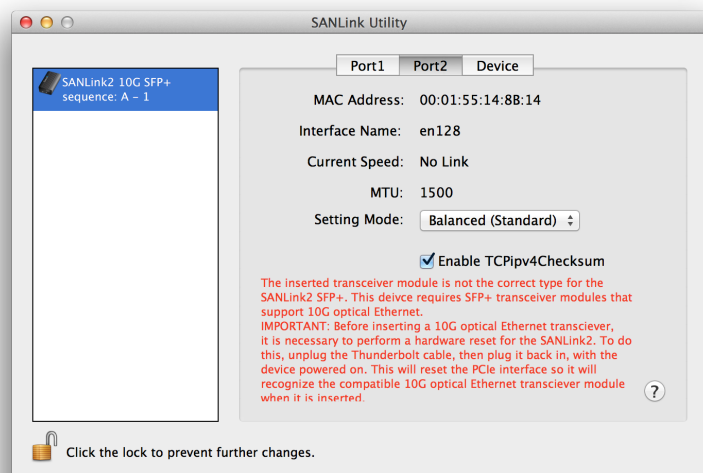 SANLink Utility
SANLink2 10G SFP+
sequence: A - 1
Port1 Port2 Device
MAC Address: 00:01:55:14:8B:14
Interface Name: en128
Current Speed: No Link
MTU: 1500
Setting Mode: Balanced (Standard)
Enable TCPipv4Checksum
The inserted transceiver module is not the correct type for the
SANLink2 SFP+. This deivce requires SFP+ transceiver modules that
support 10G optical Ethernet.
IMPORTANT: Before inserting a 10G optical Ethernet transciever,
it is necessary to perform a hardware reset for the SANLink2. To do
this, unplug the Thunderbolt cable, then plug it back in, with the
device powered on. This will reset the PCIe interface so it will
recognize the compatible 10G optical Ethernet transciever module
when it is inserted.
?
Click the lock to prevent further changes.